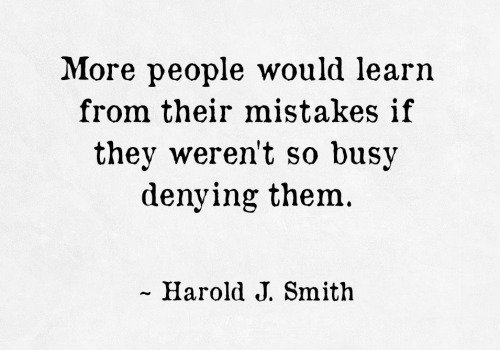 More people would learn
from their mistakes if
they weren't so busy
denying them.
~ Harold J. Smith